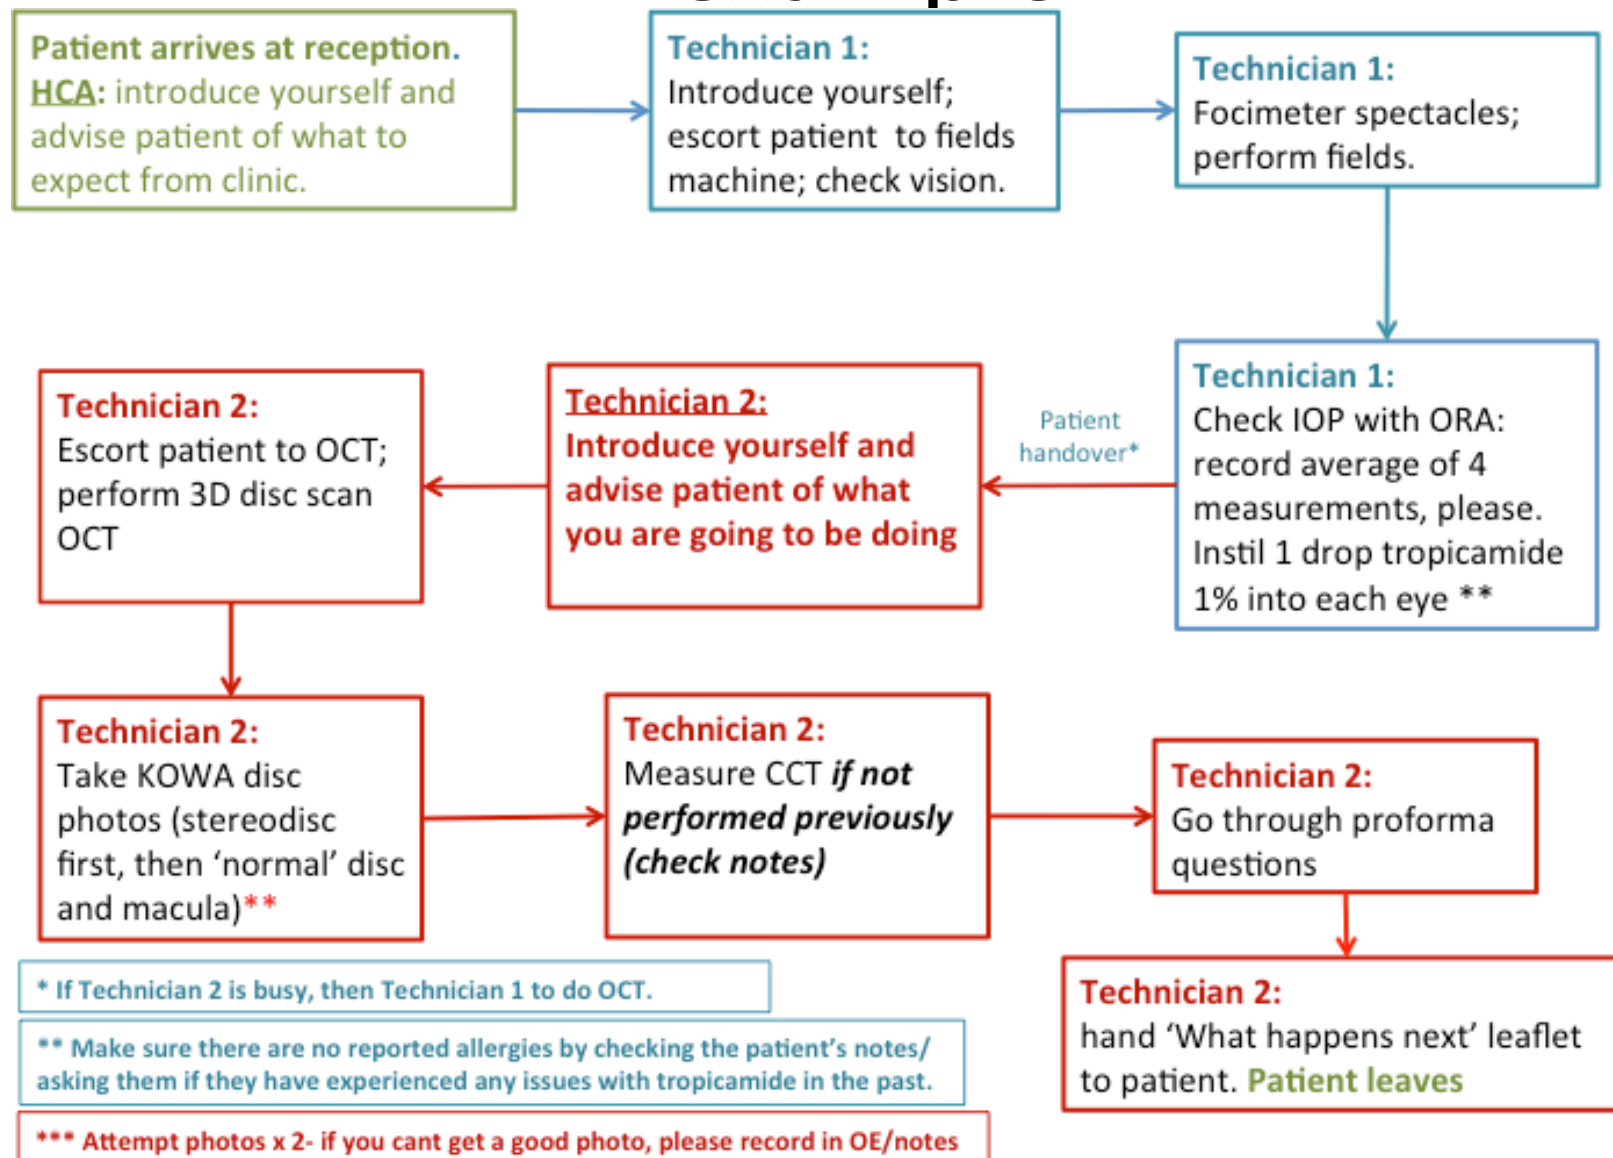 Patient arrives at reception.
HCA: introduce yourself and
advise patient of what to
expect from clinic.
Technician 1:
Introduce yourself;
escort patient  to fields
machine; check vision.
Technician 1:
Focimeter spectacles;
perform fields.
Technician 1:
Check IOP with ORA:
record average of 4
measurements, please.
Instil 1 drop tropicamide
1% into each eye **
Patient
handover*
Technician 2:
Introduce yourself and
advise patient of what
you are going to be doing
Technician 2:
Escort patient to OCT;
perform 3D disc scan
OCT
Technician 2:
Take KOWA disc
photos (stereodisc
first, then ‘normal’ disc
and macula)**
Technician 2:
Measure CCT if not
performed previously
(check notes)
Technician 2:
Go through proforma
questions
Technician 2:
hand ‘What happens next’ leaflet
to patient. Patient leaves
* If Technician 2 is busy, then Technician 1 to do OCT.
** Make sure there are no reported allergies by checking the patient’s notes/
asking them if they have experienced any issues with tropicamide in the past.
*** Attempt photos x 2- if you cant get a good photo, please record in OE/notes